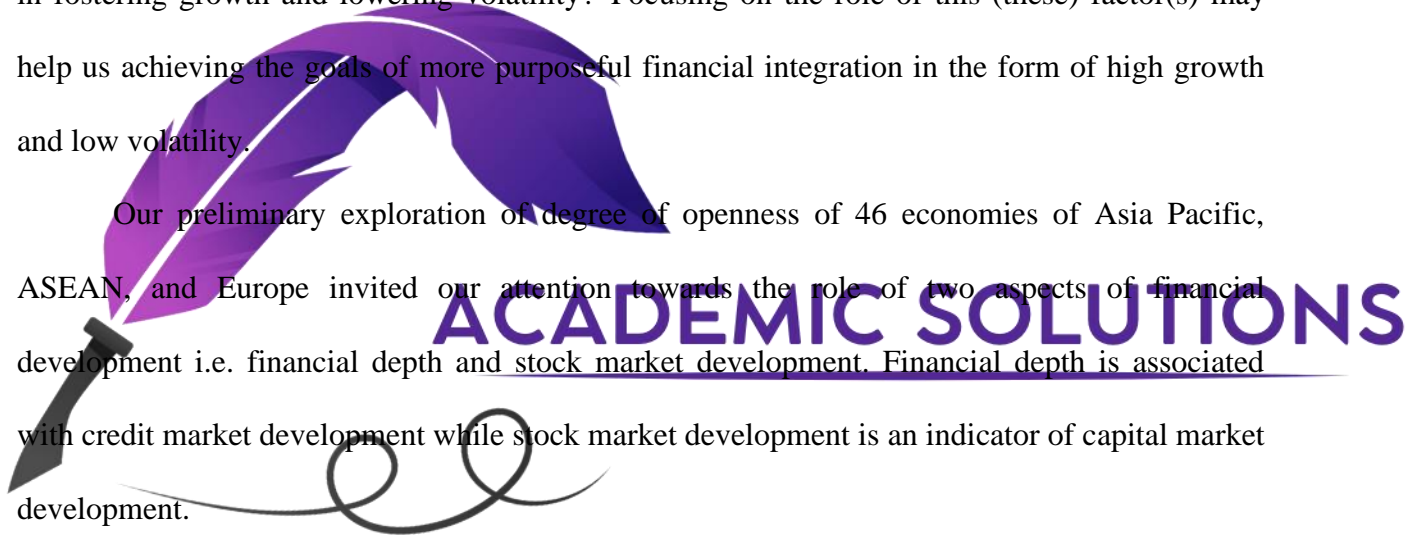 in fostering growth and lowering volatility? Focusing on the role of this (these) factor(s) may
help us achieving the goals of more purposeful financial integration in the form of high growth
and low volatility.
Our preliminary exploration of degree of openness of 46 economies of Asia Pacific,
ASEAN, and Europe invited our attention towards the role of two aspects of financial
ACADEMIC SOLUTIONS
development i.e. financial depth and stock market development. Financial depth is associated
with credit market development while stock market development is an indicator of capital market
development.